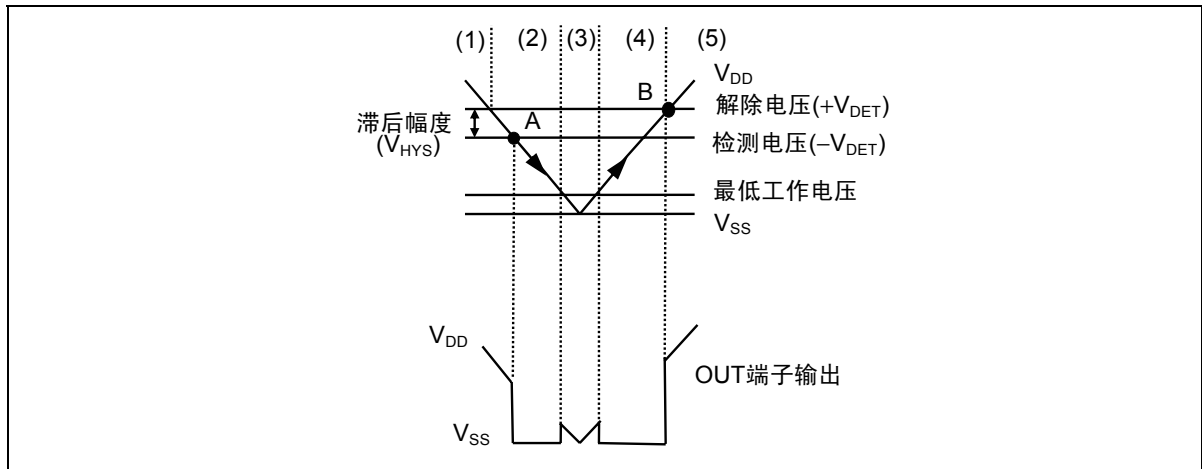 (1) (2) (3) (4) (5)
V_DD
B
解除电压(+V_DET)
滞后幅度
(V_HYS)
A
检测电压(−V_DET)
最低工作电压
V_SS
V_DD
OUT端子输出
V_SS